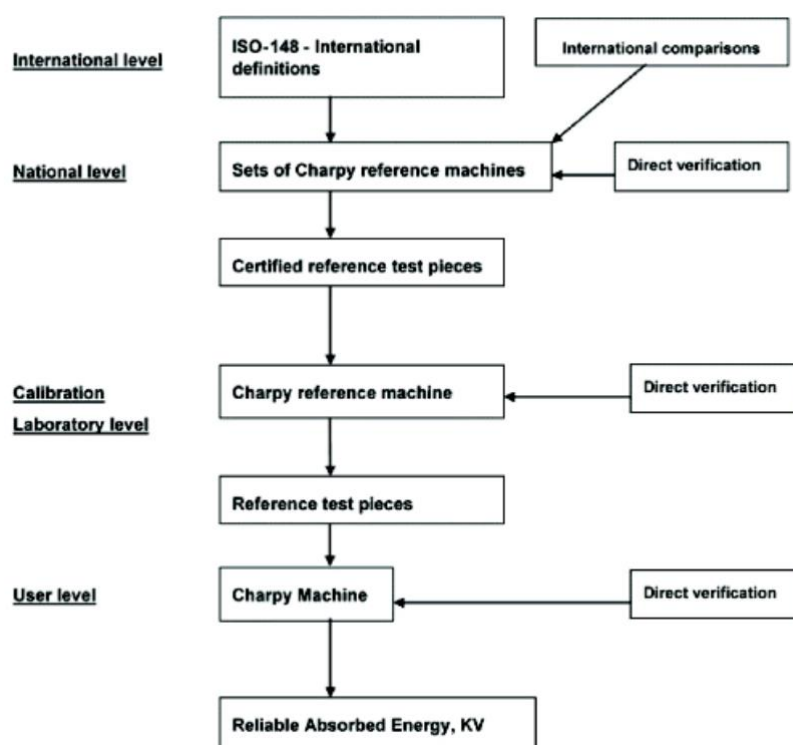 International level
ISO-148 - International
definitions
International comparisons
National level
Sets of Charpy reference machines
Direct verification
Certified reference test pieces
Calibration
Laboratory level
Charpy reference machine
Direct verification
Reference test pieces
User level
Charpy Machine
Direct verification
Reliable Absorbed Energy, KV